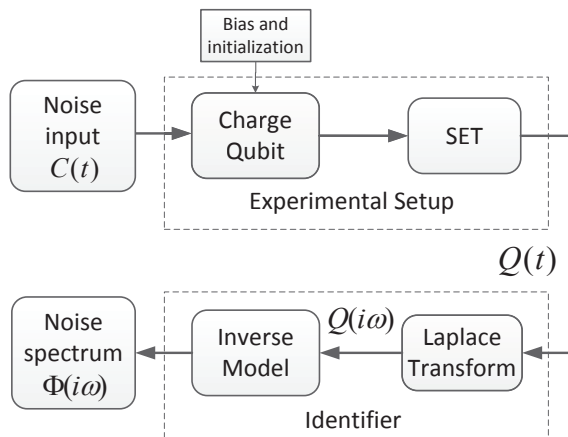 Bias and
initialization
Noise
input
C(t)
Charge
Qubit
SET
Experimental Setup
Q(t)
Noise
spectrum
Φ(iω)
Inverse
Model
Q(iω)
Laplace
Transform
Identifier